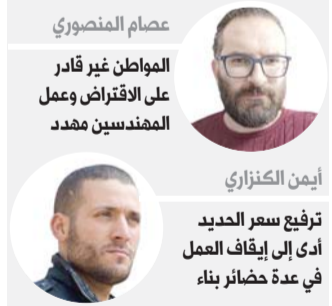 عصام المنصوري
المواطن غير قادر
على الاقتراض وعمل
المهندسين مهدد
أيمن الكنزاري
ترفيع سعر الحديد
أدى إلى إيقاف العمل
في عدة حضائر بناء